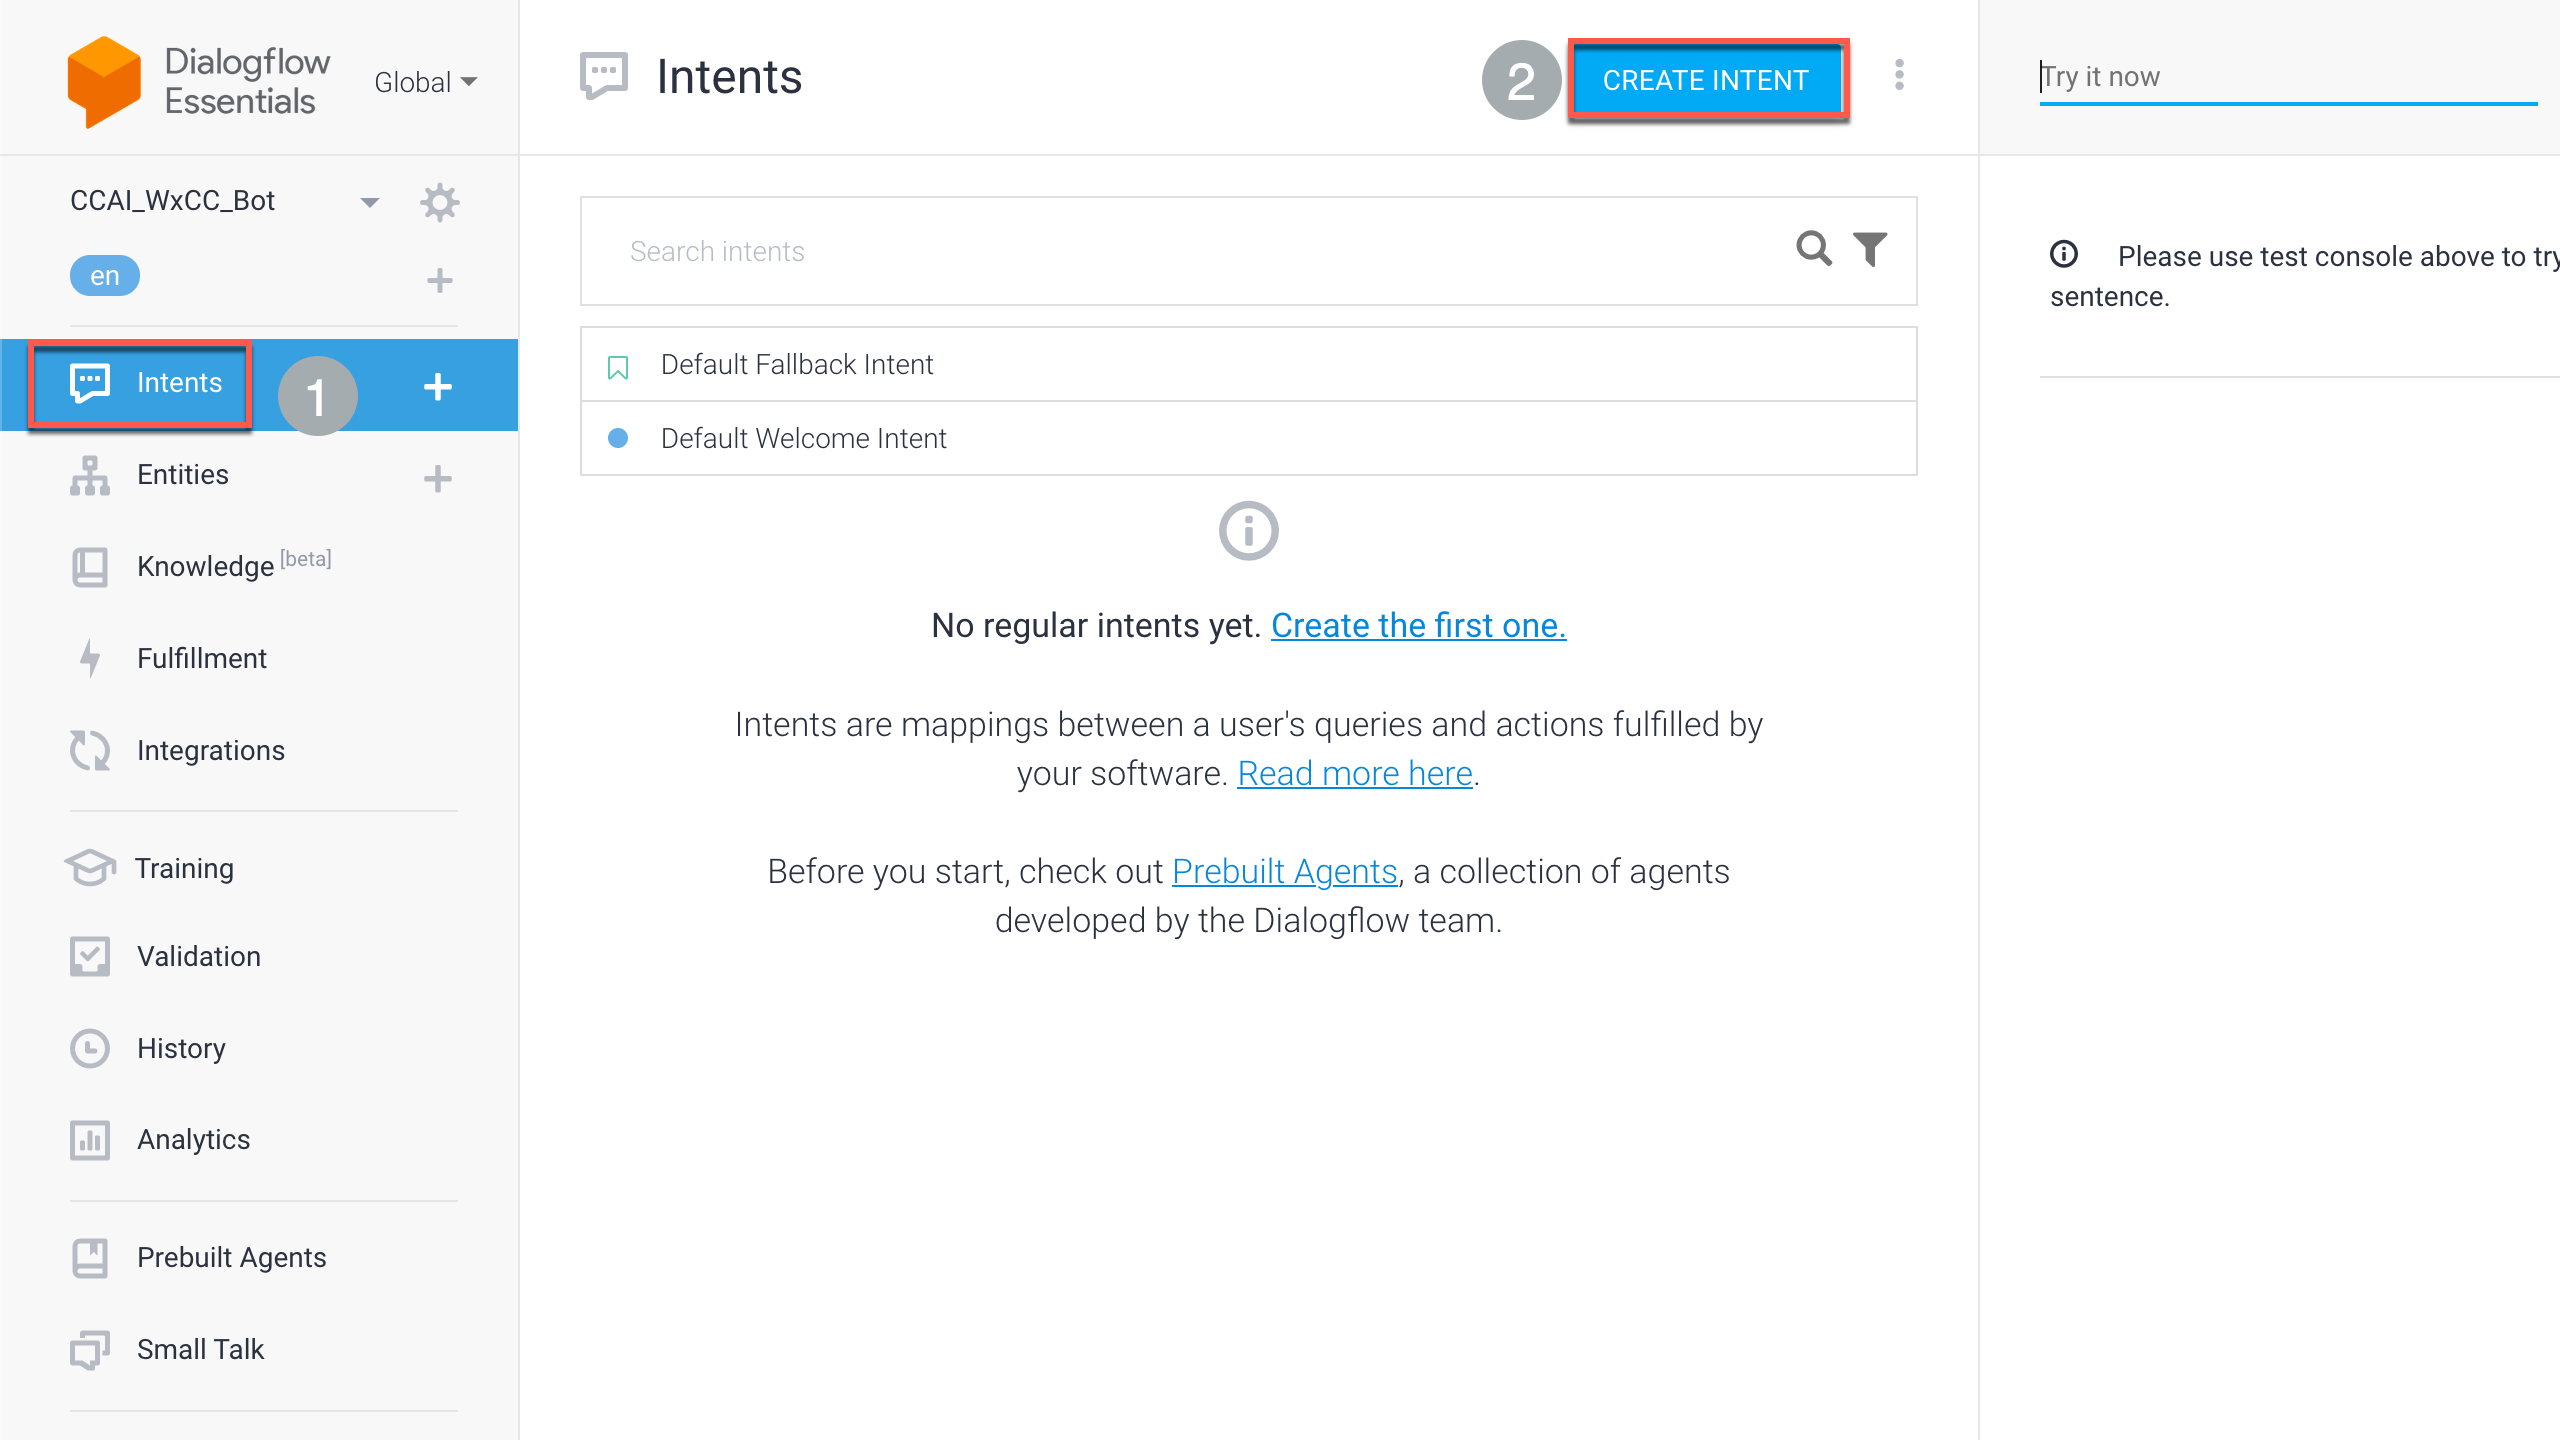 Dialogflow
Essentials
Global
CCAI_WxCC_Bot
en
Intents
1
Entities
Knowledge [beta]
Fulfillment
Integrations
Training
Validation
History
Analytics
Prebuilt Agents
Small Talk
Intents
2
CREATE INTENT
Search intents
Default Fallback Intent
Default Welcome Intent
No regular intents yet. Create the first one.
Intents are mappings between a user's queries and actions fulfilled by
your software. Read more here.
Before you start, check out Prebuilt Agents, a collection of agents
developed by the Dialogflow team.
Try it now
Please use test console above to try
sentence.